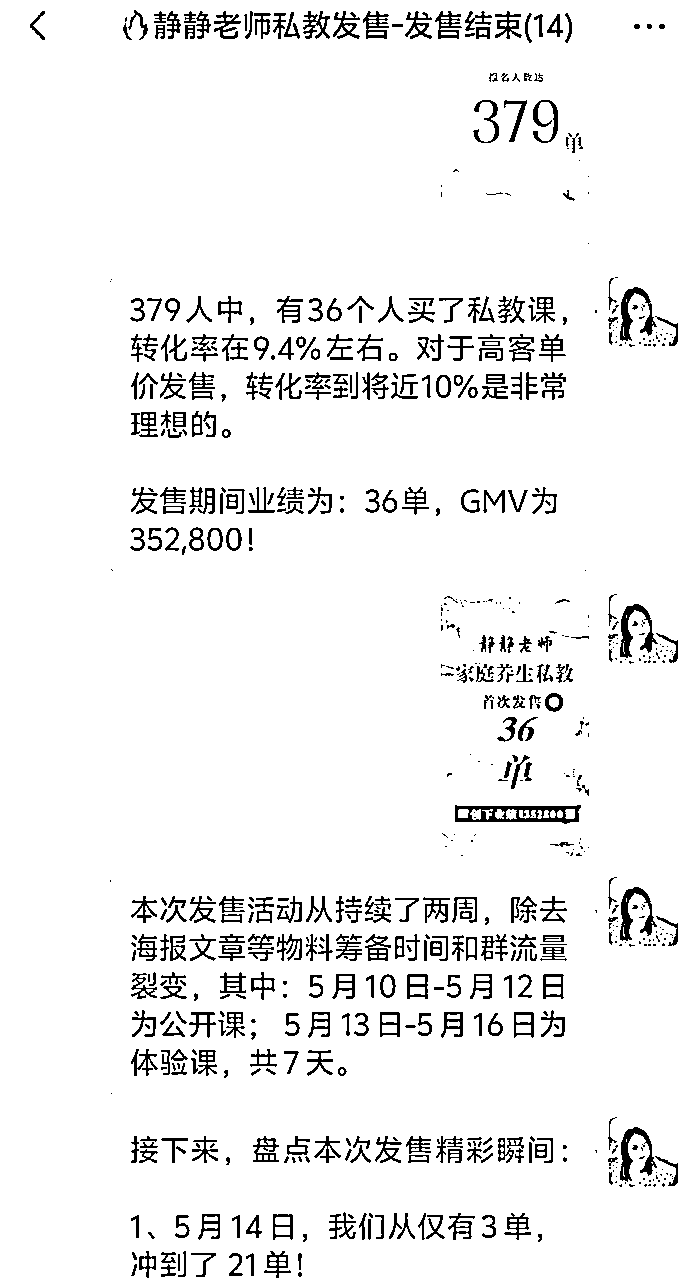 静静老师私教发售-发售结束(14)
报名人数达
379
单
379人中，有36个人买了私教课，
转化率在9.4%左右。对于高客单
价发售，转化率到将近10%是非常
理想的。
发售期间业绩为：36单，GMV为
352,800！
静静老师
家庭养生私教
首次发售
36
单
创下业绩352800
本次发售活动从持续了两周，除去
海报文章等物料筹备时间和群流量
裂变，其中：5月10日-5月12日
为公开课；5月13日-5月16日为
体验课，共7天。
接下来，盘点本次发售精彩瞬间：
1、5月14日，我们从仅有3单，
冲到了 21单！